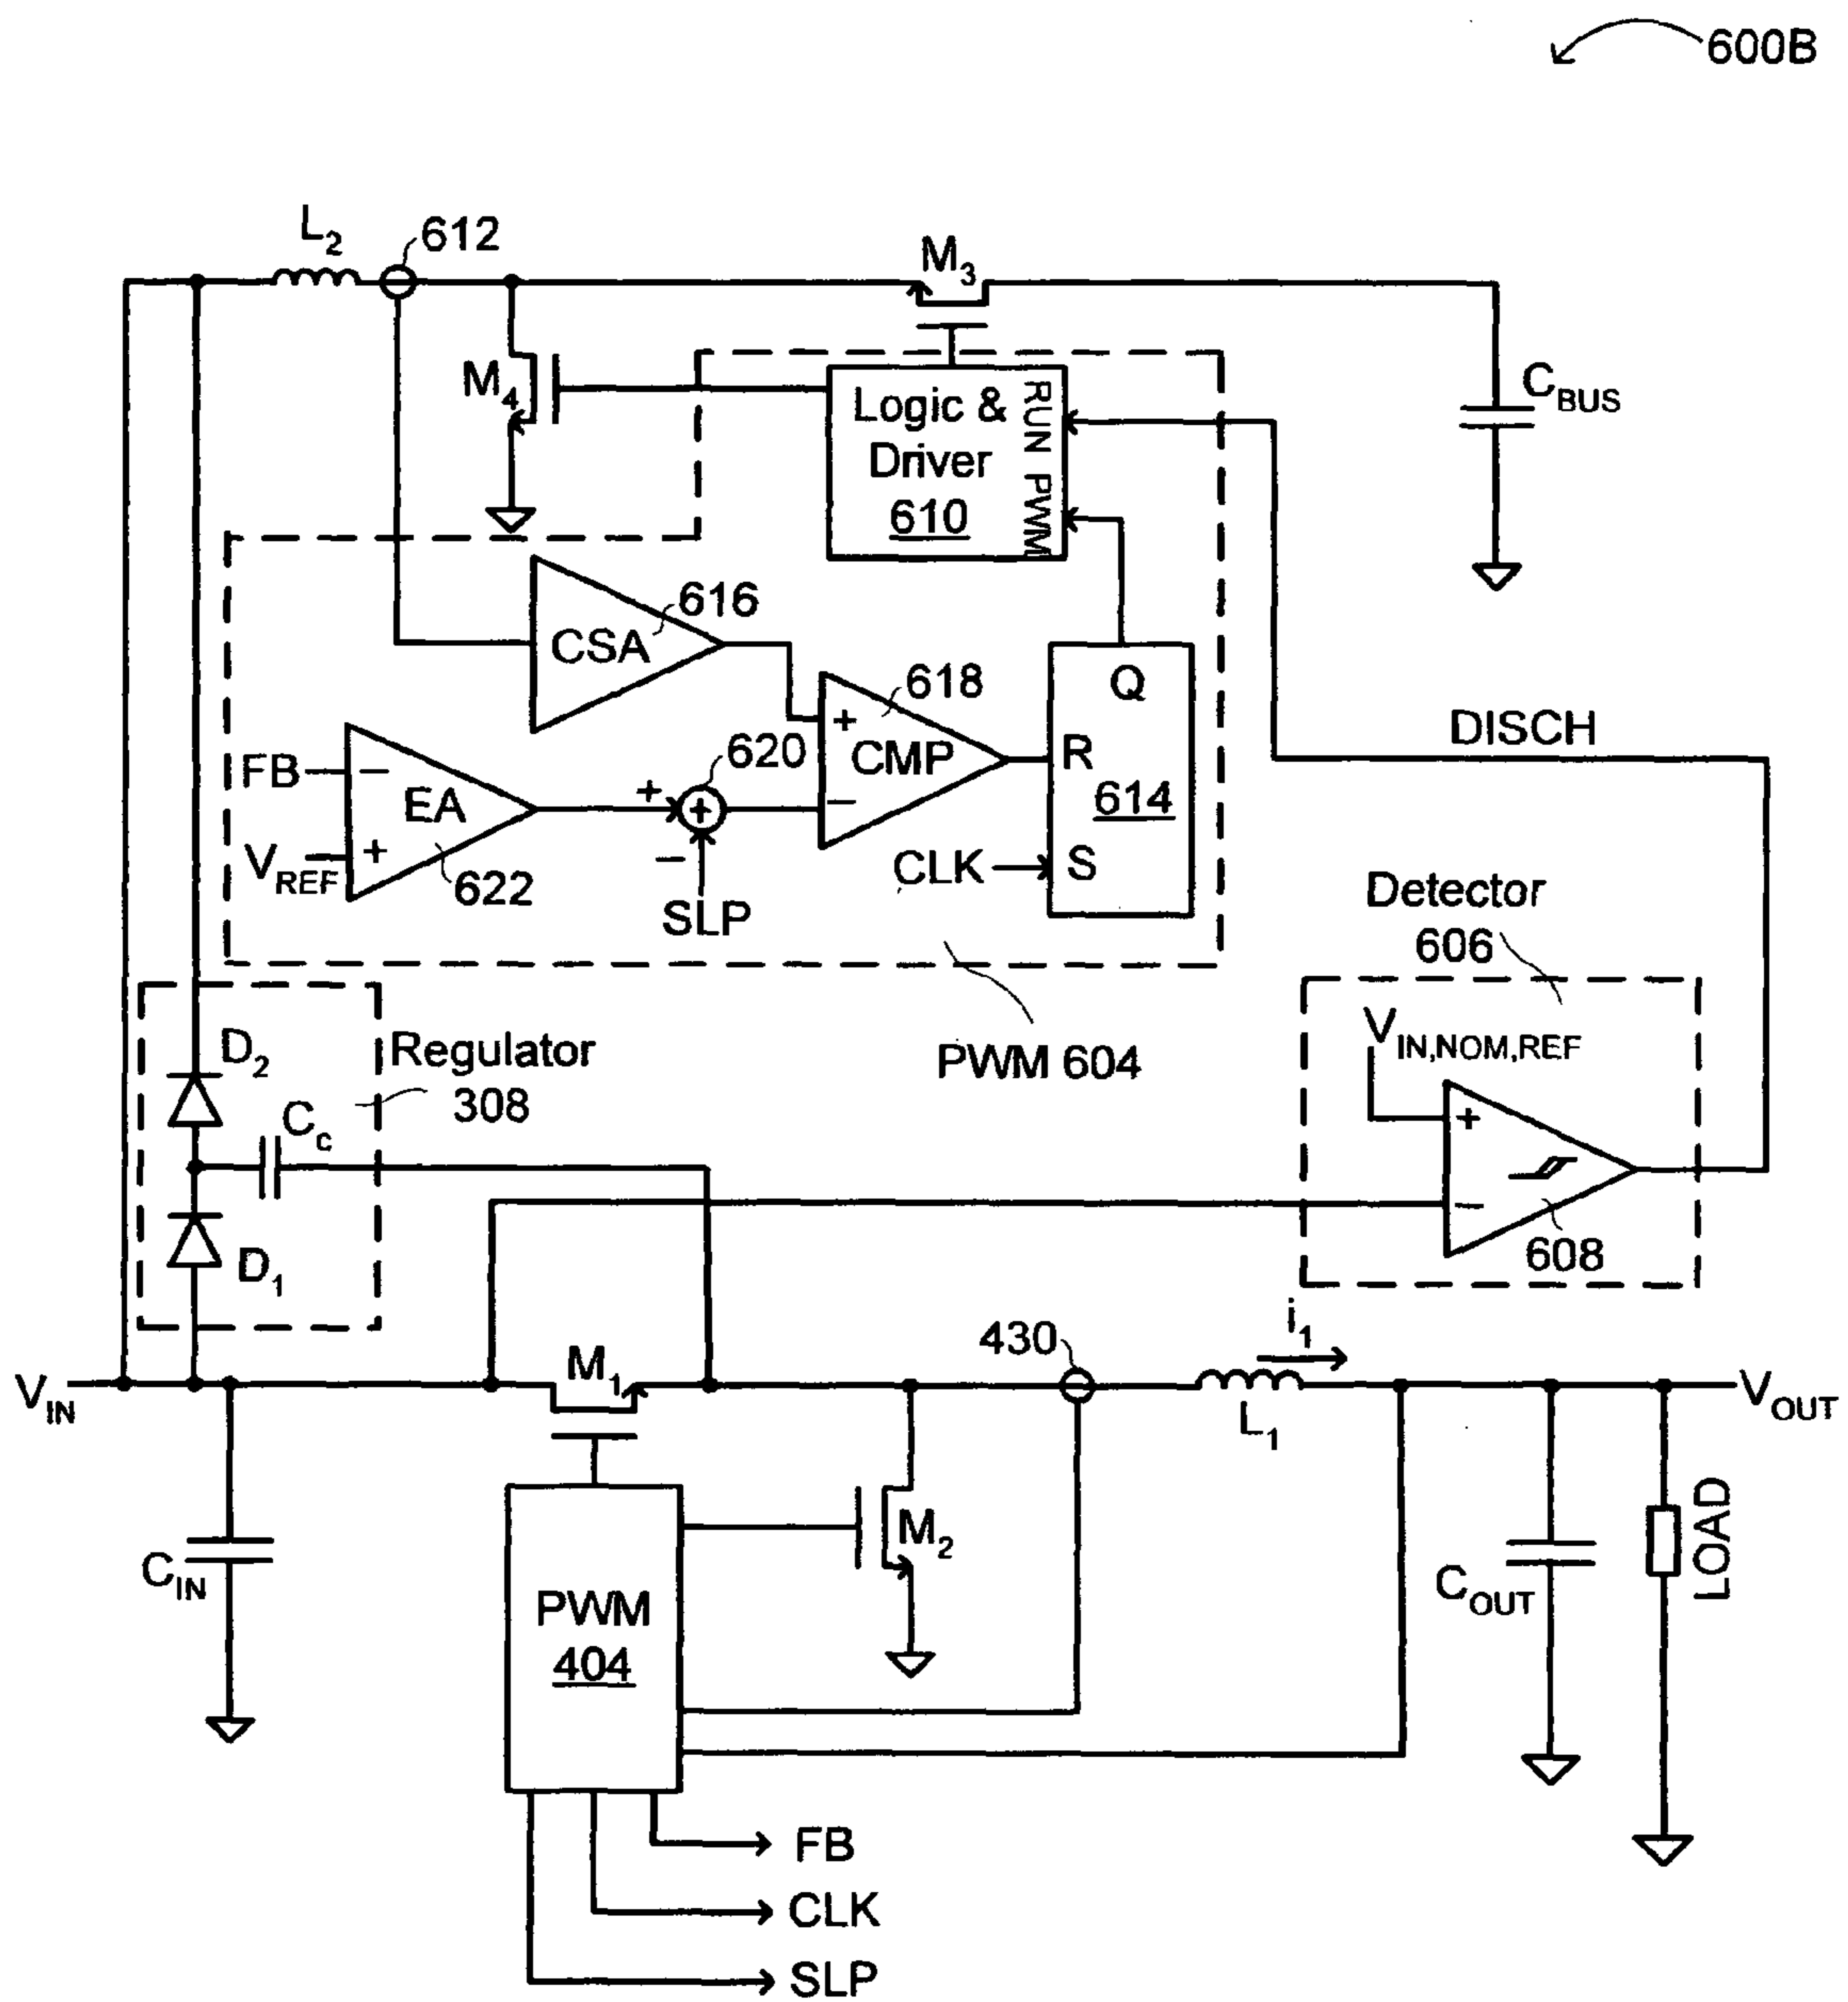 600B
L2
612
M3
M4
Logic &
Driver
610
RUN
PWM
CBUS
CSA
616
618
CMP
+
−
Q
R
614
S
CLK
DISCH
FB
−
EA
+
VREF
622
+
620
+
−
SLP
Detector
606
VIN,NOM,REF
+
−
608
PWM 604
Regulator
308
D2
Cc
D1
VIN
M1
430
i1
L1
VOUT
CIN
PWM
404
M2
COUT
LOAD
FB
CLK
SLP